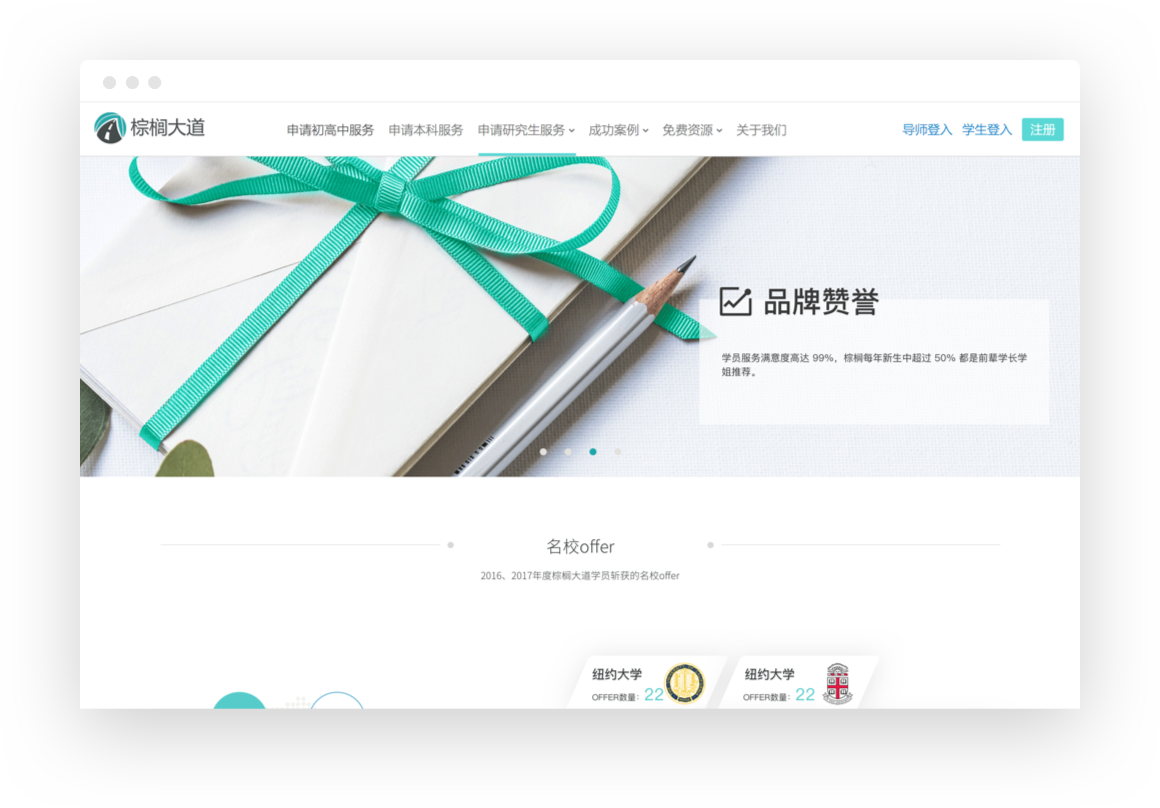 棕榈大道
申请初高中服务 申请本科服务 申请研究生服务 成功案例 免费资源 关于我们
导师登入 学生登入 注册
品牌赞誉
学员服务满意度高达 99%，棕榈每年新生中超过 50% 都是前辈学长学
姐推荐。
名校offer
2016、2017年度棕榈大道学员斩获的名校offer
纽约大学
OFFER数量：22
纽约大学
OFFER数量：22